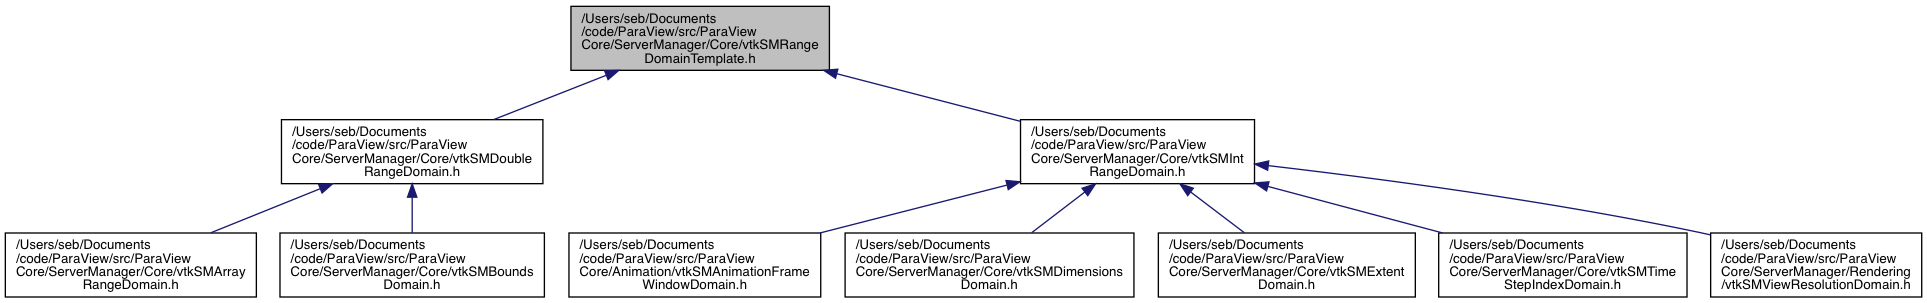 /Users/seb/Documents
/code/ParaView/src/ParaView
Core/ServerManager/Core/vtkSMRange
DomainTemplate.h
/Users/seb/Documents
/code/ParaView/src/ParaView
Core/ServerManager/Core/vtkSMDouble
RangeDomain.h
/Users/seb/Documents
/code/ParaView/src/ParaView
Core/ServerManager/Core/vtkSMInt
RangeDomain.h
/Users/seb/Documents
/code/ParaView/src/ParaView
Core/ServerManager/Core/vtkSMArray
RangeDomain.h
/Users/seb/Documents
/code/ParaView/src/ParaView
Core/ServerManager/Core/vtkSMBounds
Domain.h
/Users/seb/Documents
/code/ParaView/src/ParaView
Core/Animation/vtkSMAnimationFrame
WindowDomain.h
/Users/seb/Documents
/code/ParaView/src/ParaView
Core/ServerManager/Core/vtkSMDimensions
Domain.h
/Users/seb/Documents
/code/ParaView/src/ParaView
Core/ServerManager/Core/vtkSMExtent
Domain.h
/Users/seb/Documents
/code/ParaView/src/ParaView
Core/ServerManager/Core/vtkSMTime
StepIndexDomain.h
/Users/seb/Documents
/code/ParaView/src/ParaView
Core/ServerManager/Rendering
/vtkSMViewResolutionDomain.h